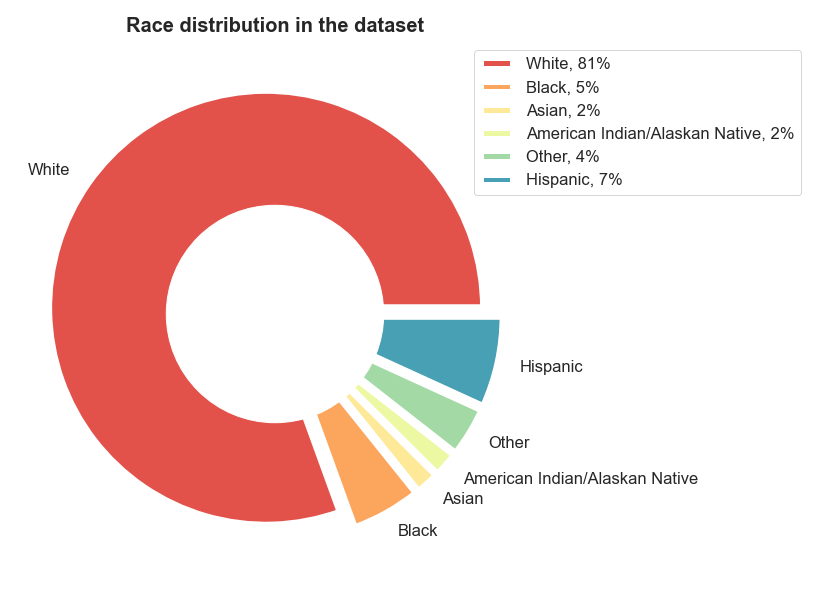 Race distribution in the dataset
White, 81%
Black, 5%
Asian, 2%
American Indian/Alaskan Native, 2%
Other, 4%
Hispanic, 7%
White
Hispanic
Other
American Indian/Alaskan Native
Asian
Black